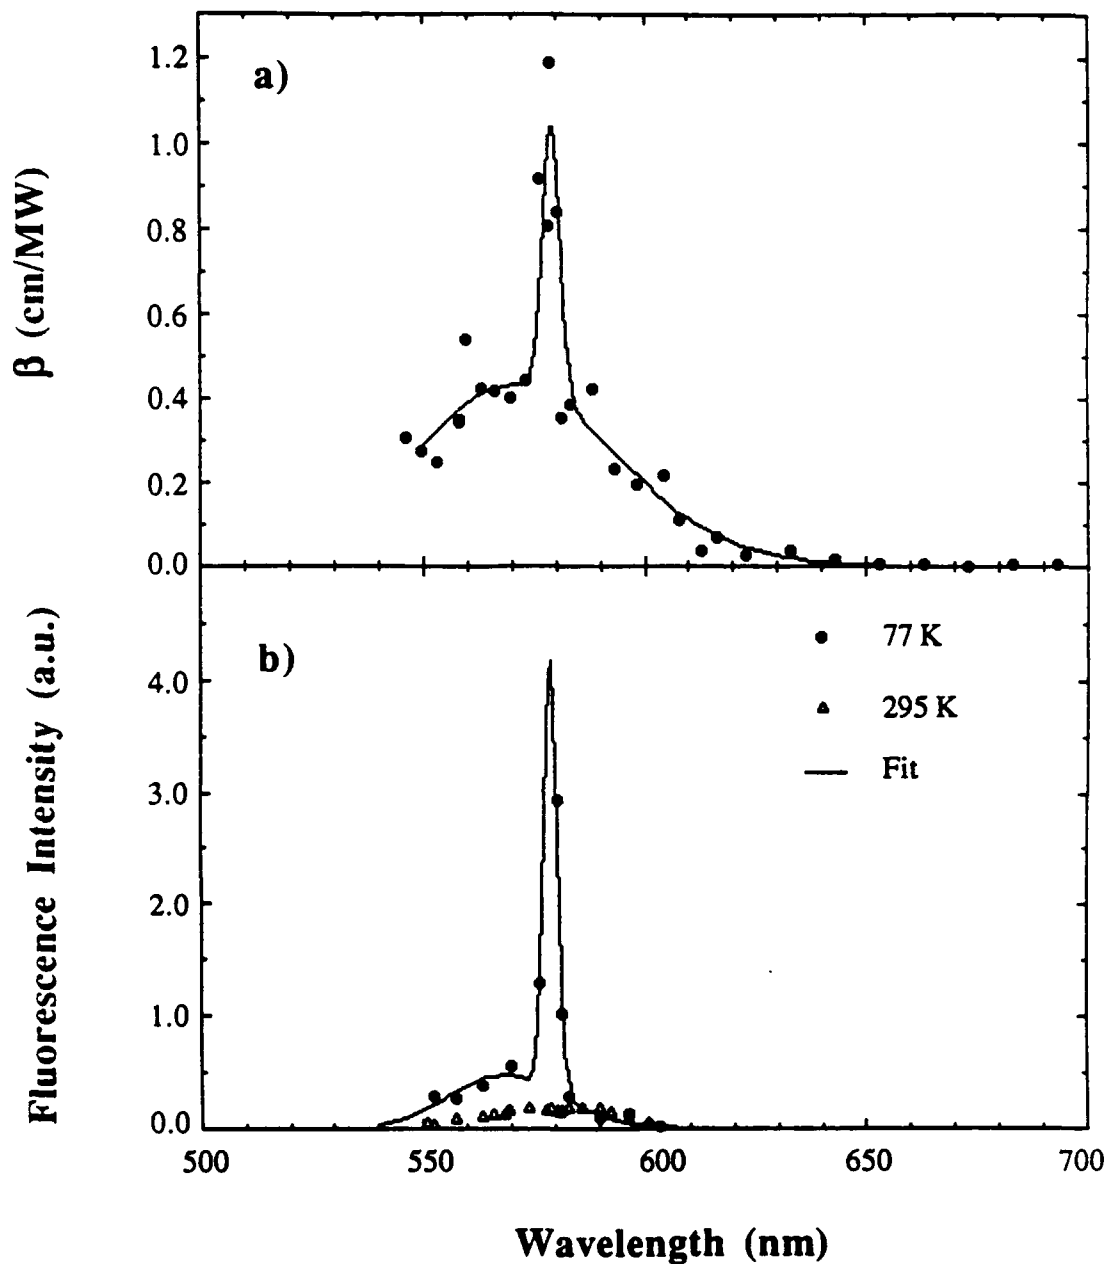 a)
1.2
1.0
0.8
0.6
0.4
0.2
0.0
β (cm/MW)
b)
77 K
295 K
Fit
4.0
3.0
2.0
1.0
0.0
Fluorescence Intensity (a.u.)
500
550
600
650
700
Wavelength (nm)